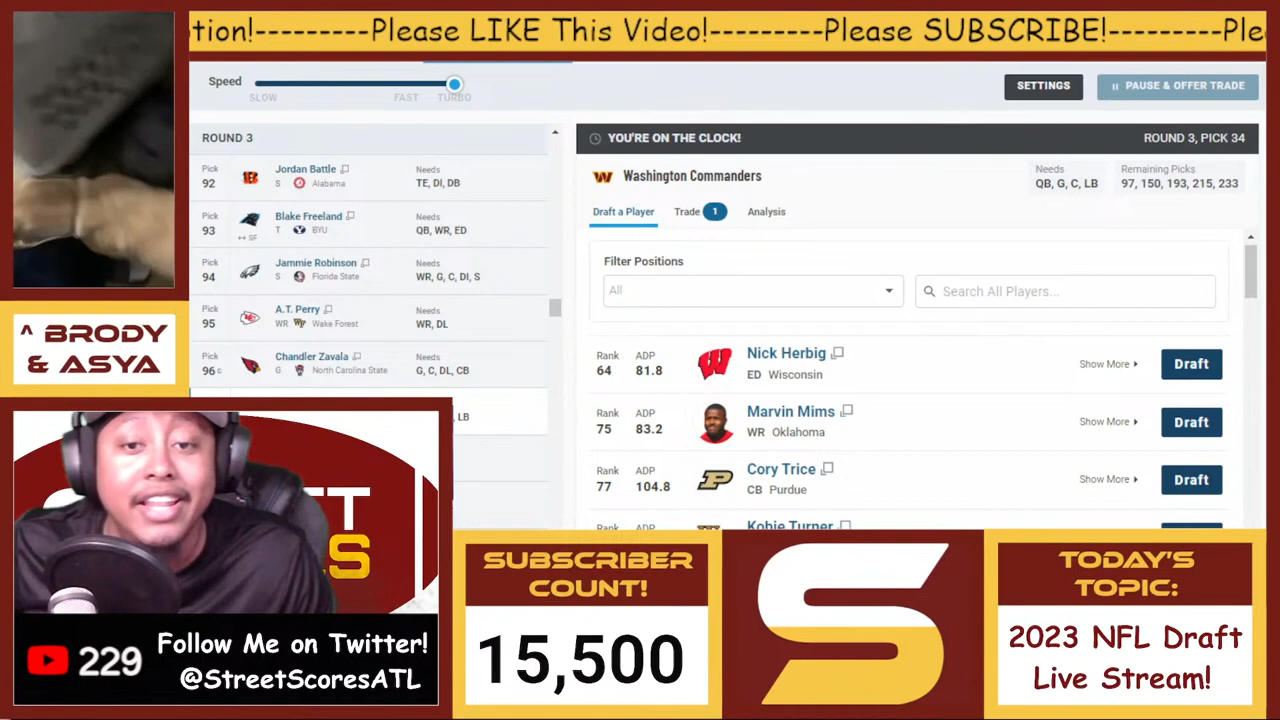 tion!---------Please LIKE This Video!---------Please SUBSCRIBE!---------Ple
Speed
SLOW
FAST
TURBO
SETTINGS
PAUSE & OFFER TRADE
ROUND 3
Pick 92
Jordan Battle
S Alabama
Needs
TE, DI, DB
Pick 93
↔ SF
Blake Freeland
T BYU
Needs
QB, WR, ED
Pick 94
Jammie Robinson
S Florida State
Needs
WR, G, C, DI, S
Pick 95
A.T. Perry
WR Wake Forest
Needs
WR, DL
Pick 96 c
Chandler Zavala
G North Carolina State
Needs
G, C, DL, CB
LB
YOU'RE ON THE CLOCK!
ROUND 3, PICK 34
Washington Commanders
Needs
QB, G, C, LB
Remaining Picks
97, 150, 193, 215, 233
Draft a Player
Trade 1
Analysis
Filter Positions
All
Search All Players...
Rank 64
ADP 81.8
Nick Herbig
ED Wisconsin
Show More
Draft
Rank 75
ADP 83.2
Marvin Mims
WR Oklahoma
Show More
Draft
Rank 77
ADP 104.8
Cory Trice
CB Purdue
Show More
Draft
Rank
ADP
Kobie Turner
^ BRODY
& ASYA
229
Follow Me on Twitter!
@StreetScoresATL
SUBSCRIBER
COUNT!
15,500
S
TODAY'S
TOPIC:
2023 NFL Draft
Live Stream!